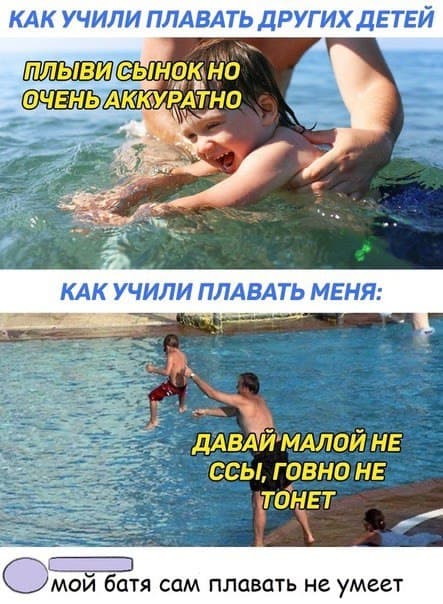 КАК УЧИЛИ ПЛАВАТЬ ДРУГИХ ДЕТЕЙ
ПЛЫВИ СЫНОК НО
ОЧЕНЬ АККУРАТНО
КАК УЧИЛИ ПЛАВАТЬ МЕНЯ:
ДАВАЙ МАЛОЙ НЕ
ССЫ, ГОВНО НЕ
ТОНЕТ
мой батя сам плавать не умеет